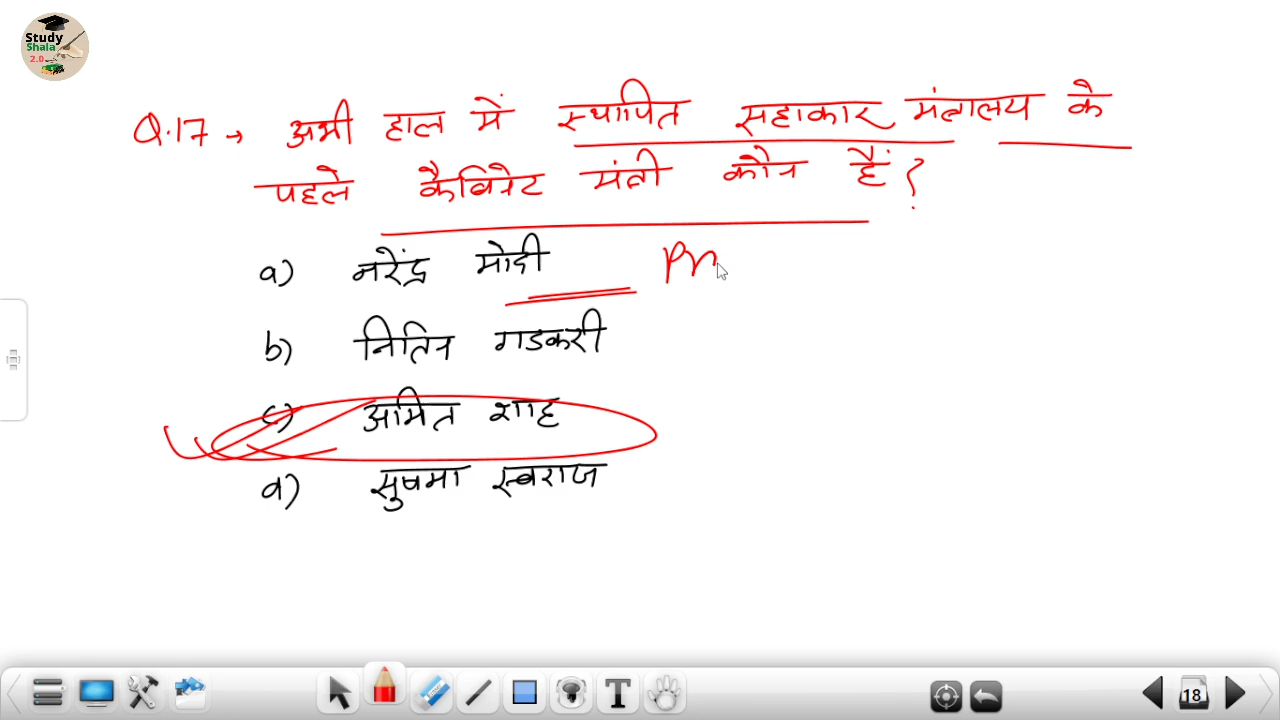 Study
Shala
2.0
Q.17 → अभी हाल में स्थापित सहाकार मंत्रालय के
पहले कैबिनेट मंत्री कौन हैं?
a) नरेंद्र मोदी PM
b) नितिन गडकरी
c) अमित शाह
d) सुषमा स्वराज
T
18